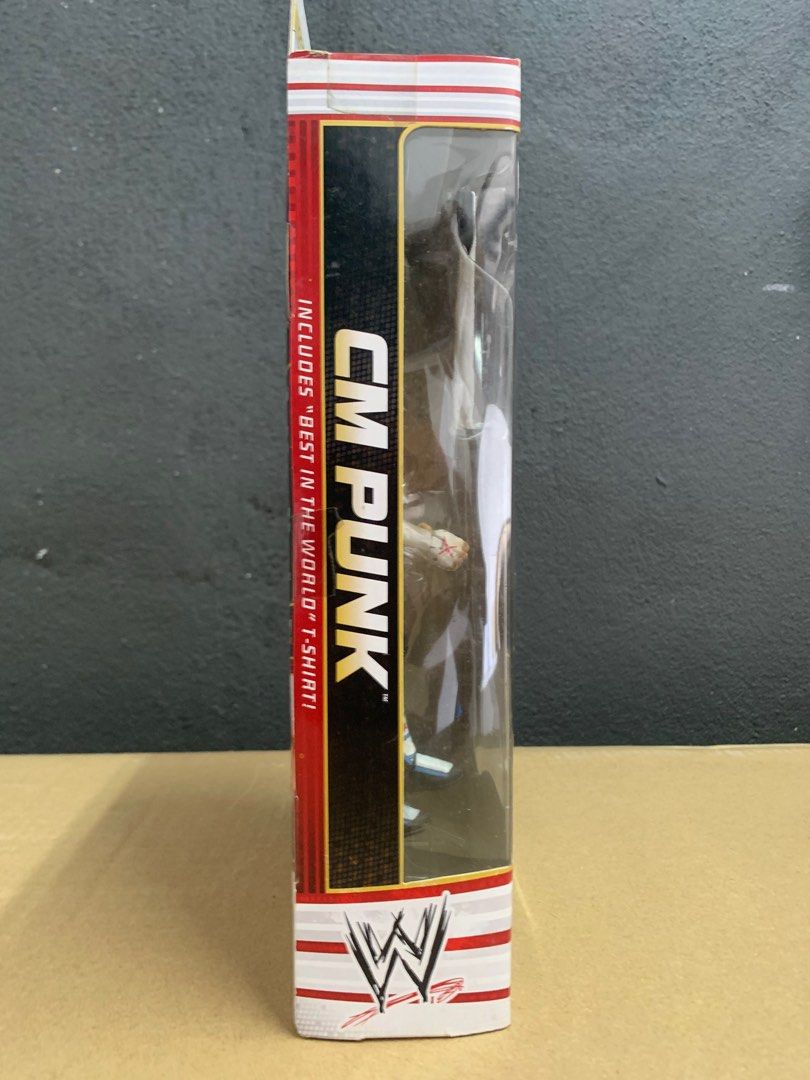 CM PUNK™
INCLUDES "BEST IN THE WORLD" T-SHIRT!
W